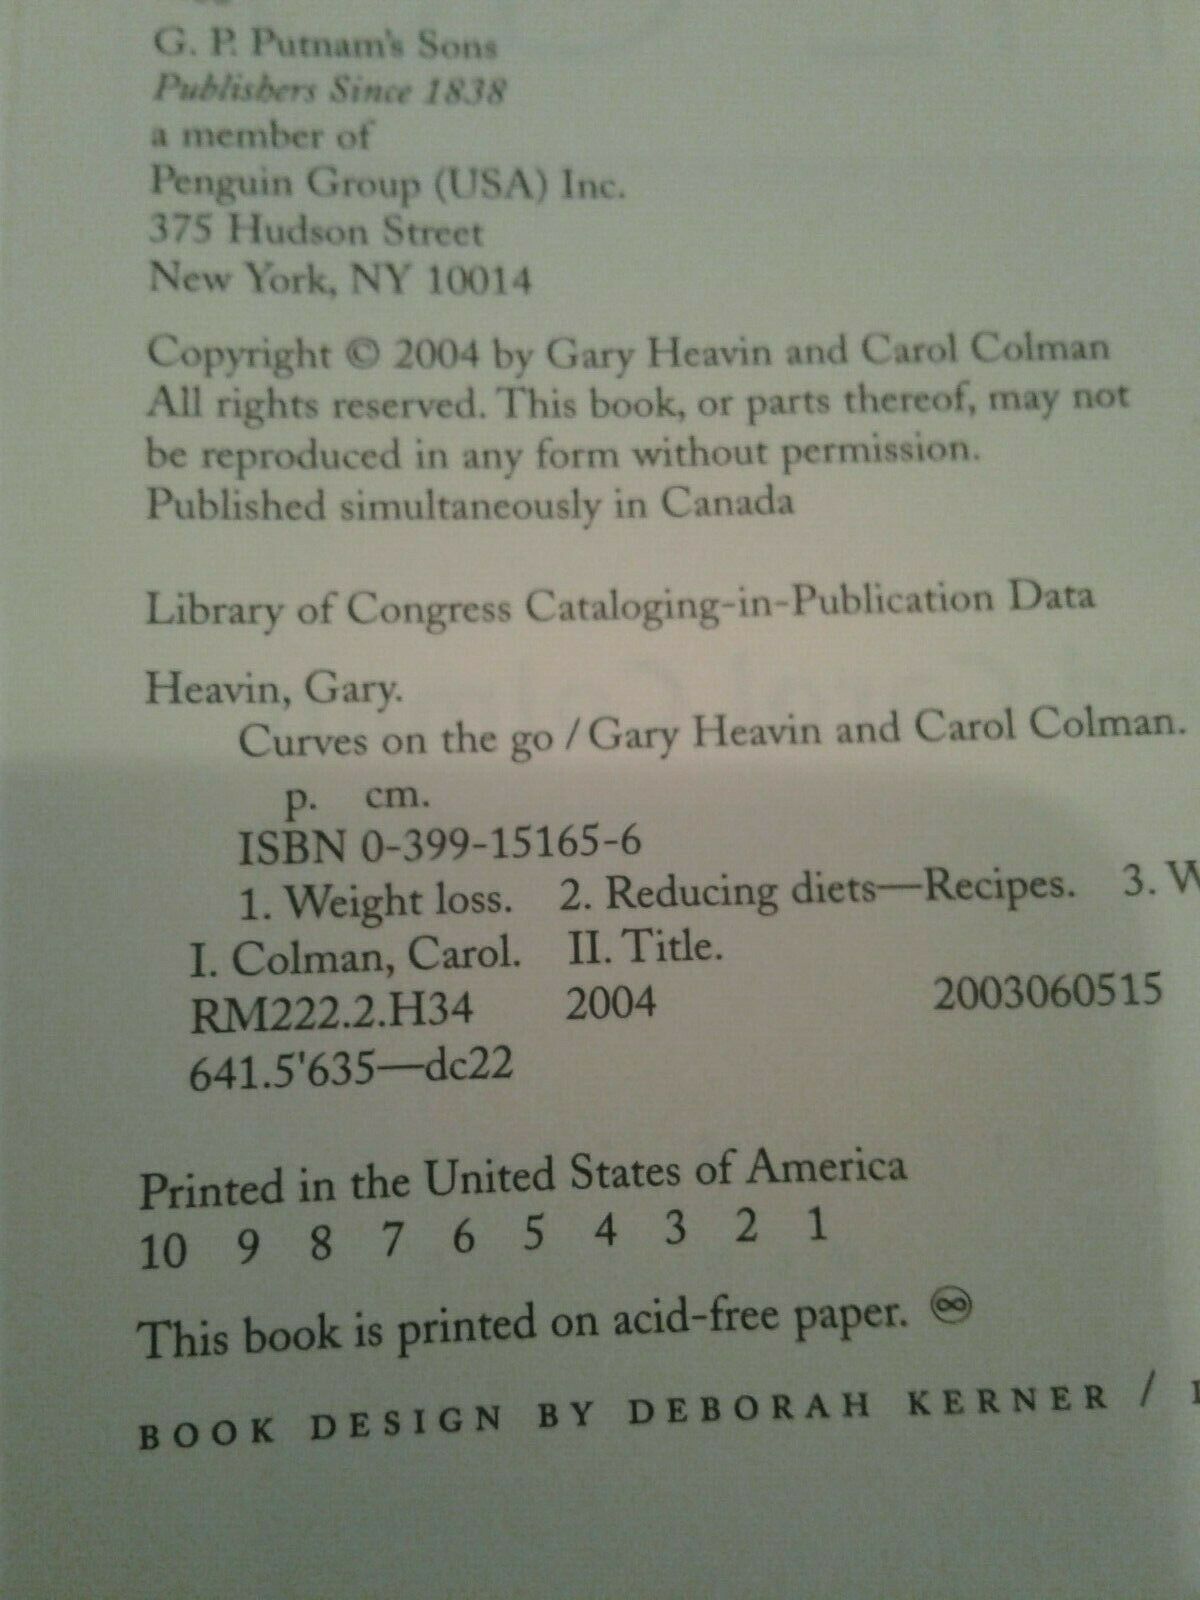 G. P. Putnam's Sons
Publishers Since 1838
a member of
Penguin Group (USA) Inc.
375 Hudson Street
New York, NY 10014
Copyright © 2004 by Gary Heavin and Carol Colman
All rights reserved. This book, or parts thereof, may not
be reproduced in any form without permission.
Published simultaneously in Canada
Library of Congress Cataloging-in-Publication Data
Heavin, Gary.
Curves on the go / Gary Heavin and Carol Colman.
p. cm.
ISBN 0-399-15165-6
1. Weight loss. 2. Reducing diets—Recipes. 3.
I. Colman, Carol. II. Title.
RM222.2.H34 2004 2003060515
641.5'635—dc22
Printed in the United States of America
10 9 8 7 6 5 4 3 2 1
This book is printed on acid-free paper. ♾
BOOK DESIGN BY DEBORAH KERNER /